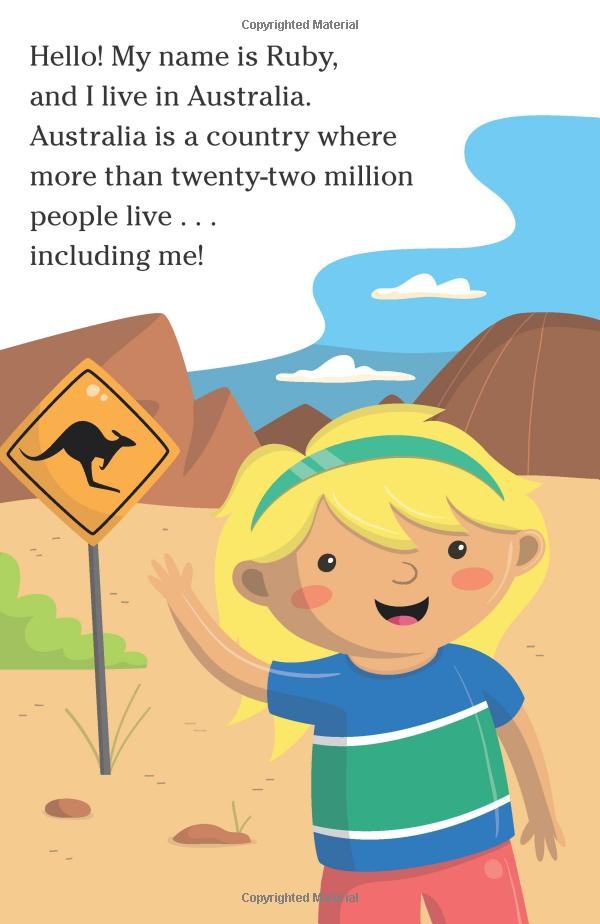 Copyrighted Material
Hello! My name is Ruby,
and I live in Australia.
Australia is a country where
more than twenty-two million
people live . . .
including me!
Copyrighted Material